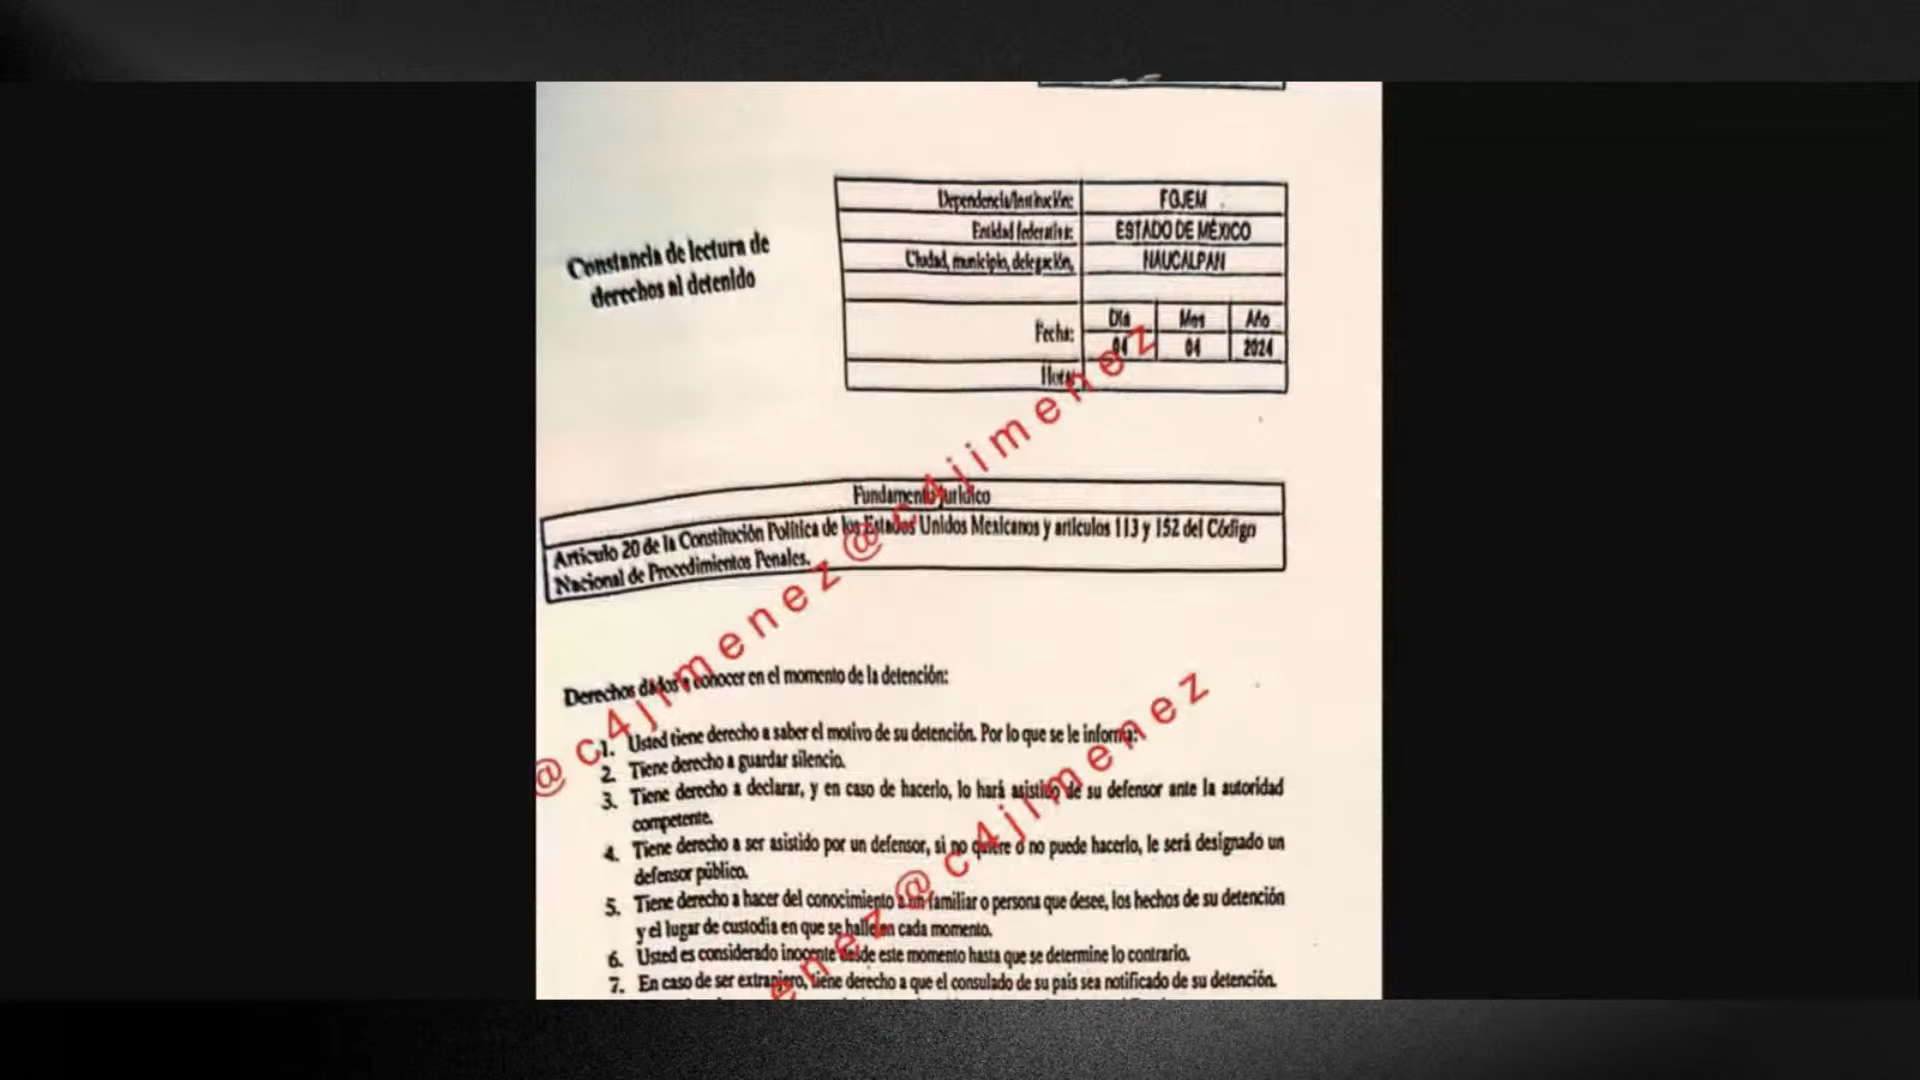 Constancia de lectura de
derechos al detenido
Dependencia/Institución: FGJEM
Entidad federativa: ESTADO DE MÉXICO
Ciudad, municipio, delegación, NAUCALPAN
Fecha: Día Mes Año
04 04 2024
Hora:
Fundamento jurídico
Artículo 20 de la Constitución Política de los Estados Unidos Mexicanos y artículos 113 y 152 del Código
Nacional de Procedimientos Penales.
Derechos dados a conocer en el momento de la detención:
1. Usted tiene derecho a saber el motivo de su detención. Por lo que se le informa:
2. Tiene derecho a guardar silencio.
3. Tiene derecho a declarar, y en caso de hacerlo, lo hará asistido de su defensor ante la autoridad
competente.
4. Tiene derecho a ser asistido por un defensor, si no quiere o no puede hacerlo, le será designado un
defensor público.
5. Tiene derecho a hacer del conocimiento a un familiar o persona que desee, los hechos de su detención
y el lugar de custodia en que se halle en cada momento.
6. Usted es considerado inocente desde este momento hasta que se determine lo contrario.
7. En caso de ser extranjero, tiene derecho a que el consulado de su país sea notificado de su detención.
@c4jimenez@c4jimenez
enez@c4jimenez